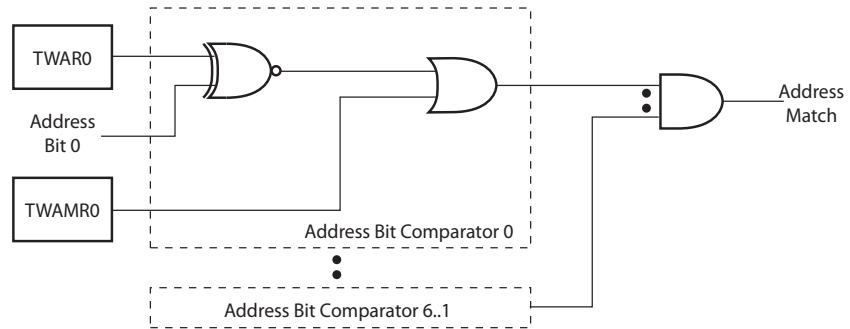 TWAR0
Address
Bit 0
TWAMR0
Address Bit Comparator 0
Address Bit Comparator 6..1
Address
Match